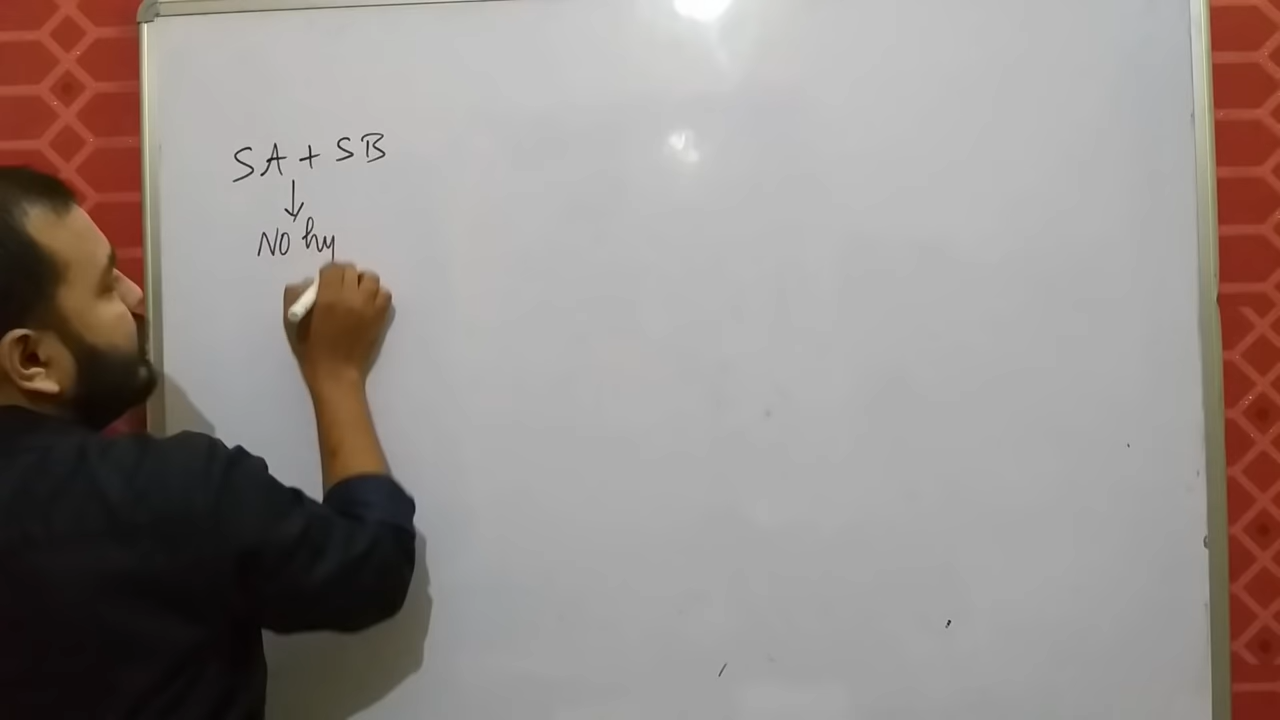 SA + SB
↓
NO hy